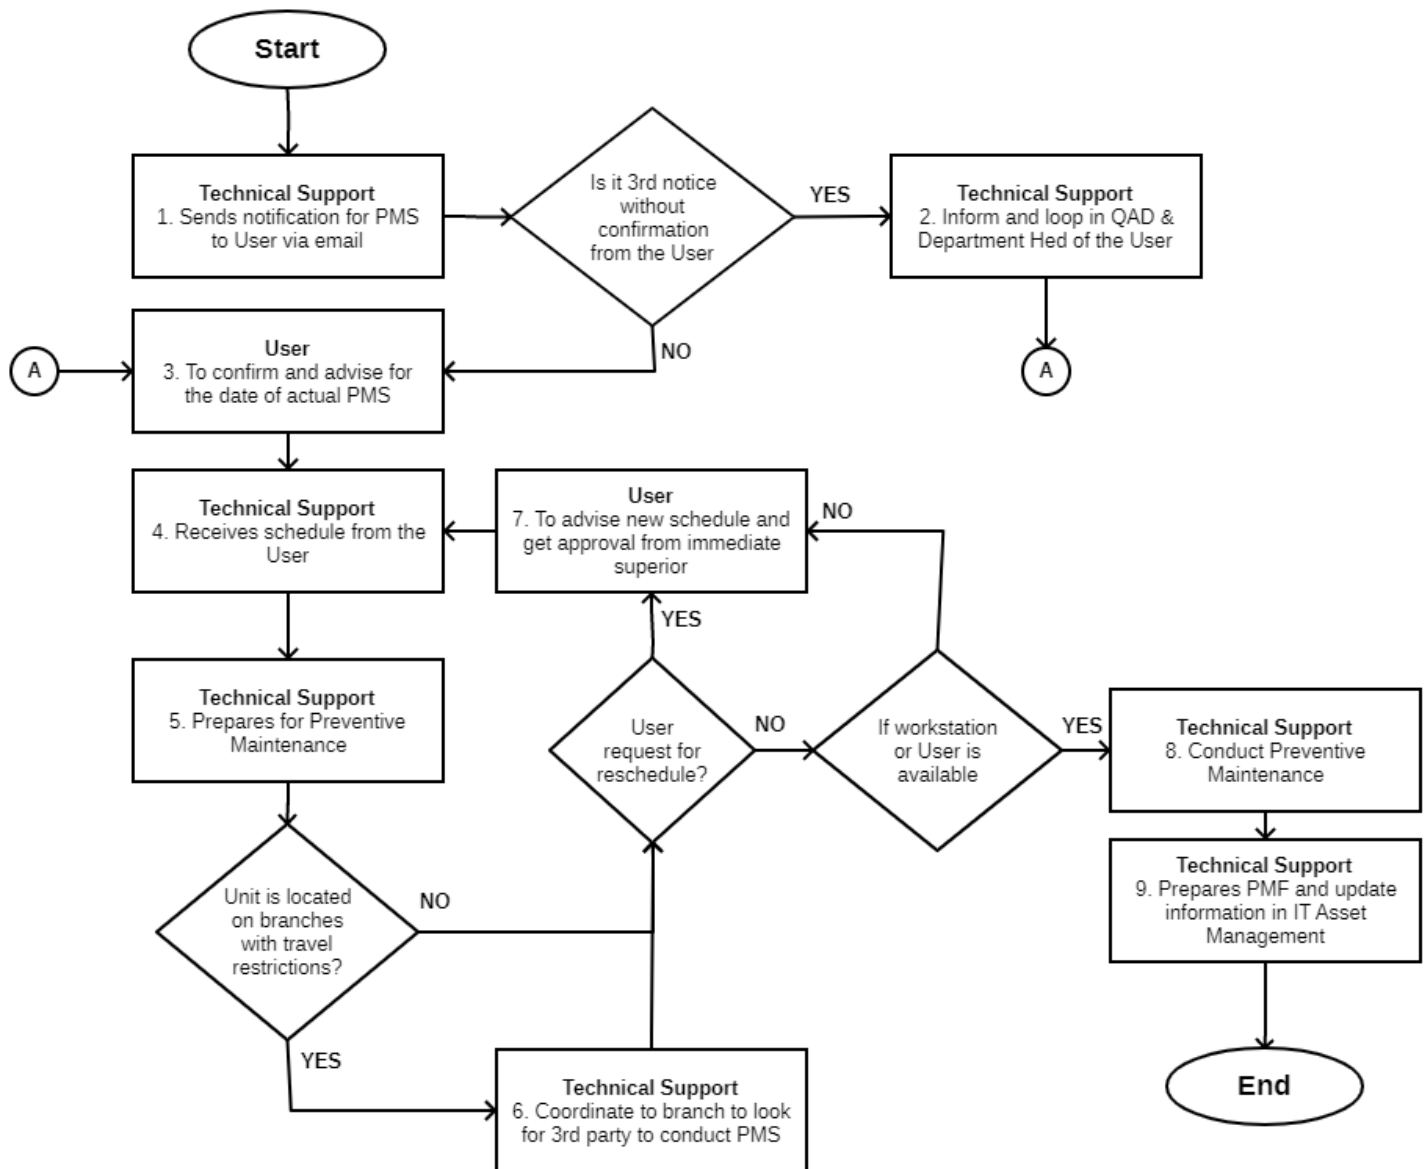 Start
Technical Support
1. Sends notification for PMS
to User via email
Is it 3rd notice
without
confirmation
from the User
YES
Technical Support
2. Inform and loop in QAD &
Department Hed of the User
NO
A
User
3. To confirm and advise for
the date of actual PMS
A
Technical Support
4. Receives schedule from the
User
User
7. To advise new schedule and
get approval from immediate
superior
NO
YES
Technical Support
5. Prepares for Preventive
Maintenance
User
request for
reschedule?
NO
If workstation
or User is
available
YES
Technical Support
8. Conduct Preventive
Maintenance
Unit is located
on branches
with travel
restrictions?
NO
Technical Support
9. Prepares PMF and update
information in IT Asset
Management
YES
Technical Support
6. Coordinate to branch to look
for 3rd party to conduct PMS
End